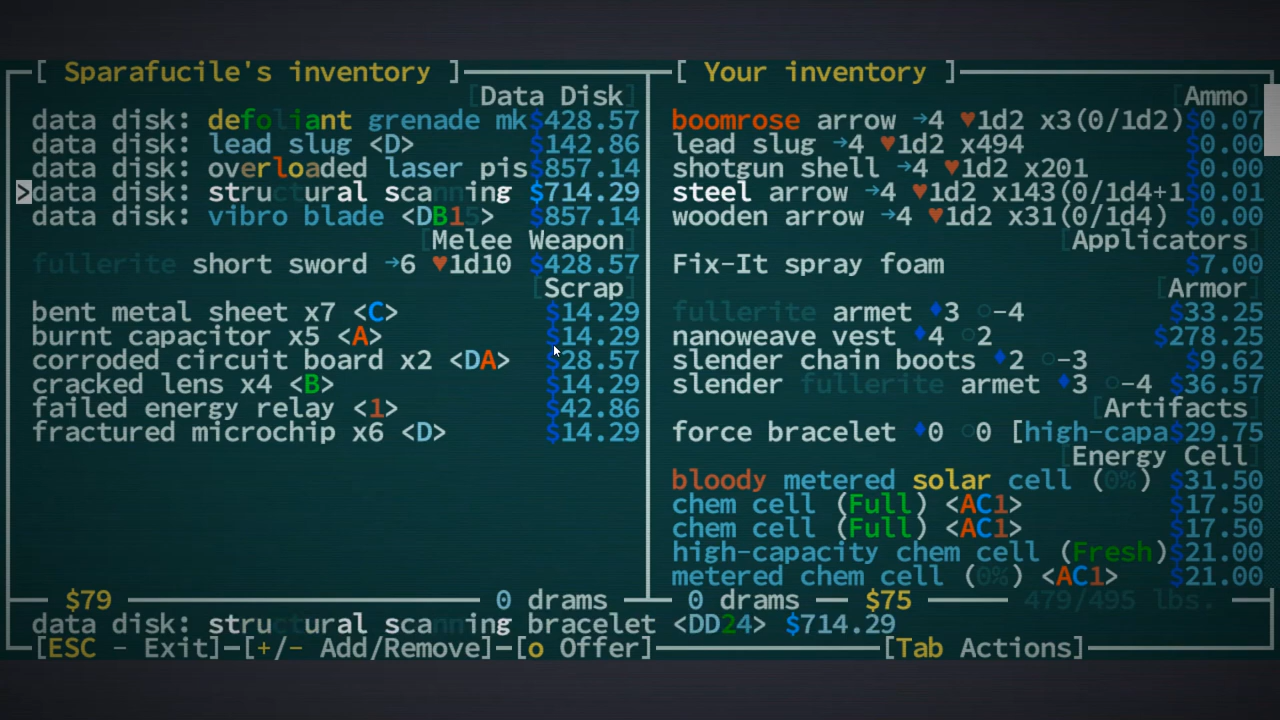 [ Sparafucile's inventory ]
[Data Disk]
data disk: defoliant grenade mk $428.57
data disk: lead slug <D> $142.86
data disk: overloaded laser pis $857.14
>data disk: structural scanning $714.29
data disk: vibro blade <DB15> $857.14
[Melee Weapon]
fullerite short sword →6 ♥1d10 $428.57
[Scrap]
bent metal sheet x7 <C> $14.29
burnt capacitor x5 <A> $14.29
corroded circuit board x2 <DA> $28.57
cracked lens x4 <B> $14.29
failed energy relay <1> $42.86
fractured microchip x6 <D> $14.29
$79 0 drams
[ Your inventory ]
[Ammo]
boomrose arrow →4 ♥1d2 x3(0/1d2) $0.07
lead slug →4 ♥1d2 x494 $0.00
shotgun shell →4 ♥1d2 x201 $0.00
steel arrow →4 ♥1d2 x143(0/1d4+1 $0.01
wooden arrow →4 ♥1d2 x31(0/1d4) $0.00
[Applicators]
Fix-It spray foam $7.00
[Armor]
fullerite armet ♦3 ○-4 $33.25
nanoweave vest ♦4 ○2 $278.25
slender chain boots ♦2 ○-3 $9.62
slender fullerite armet ♦3 ○-4 $36.57
[Artifacts]
force bracelet ♦0 ○0 [high-capa $29.75
[Energy Cell]
bloody metered solar cell (0%) $31.50
chem cell (Full) <AC1> $17.50
chem cell (Full) <AC1> $17.50
high-capacity chem cell (Fresh) $21.00
metered chem cell (0%) <AC1> $21.00
0 drams $75 479/495 lbs.
data disk: structural scanning bracelet <DD24> $714.29
[ESC - Exit]-[+/- Add/Remove]-[o Offer] [Tab Actions]